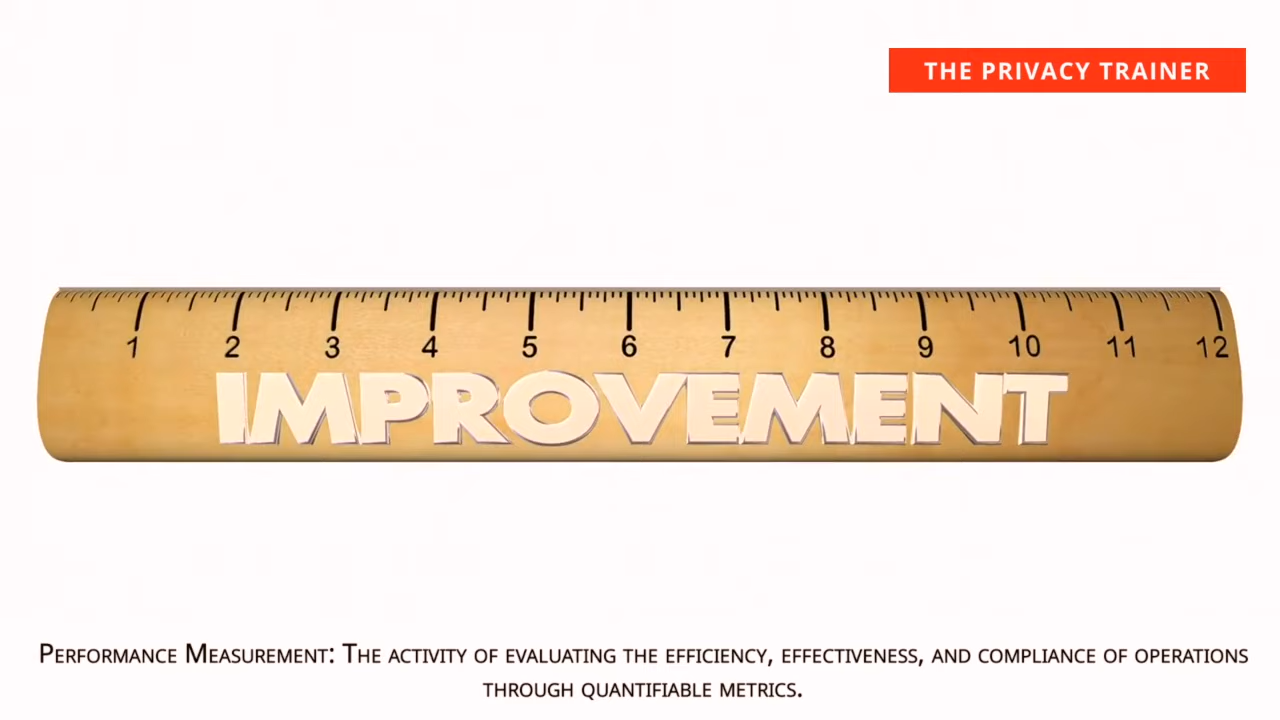 THE PRIVACY TRAINER
1 2 3 4 5 6 7 8 9 10 11 12
IMPROVEMENT
Performance Measurement: The activity of evaluating the efficiency, effectiveness, and compliance of operations
through quantifiable metrics.